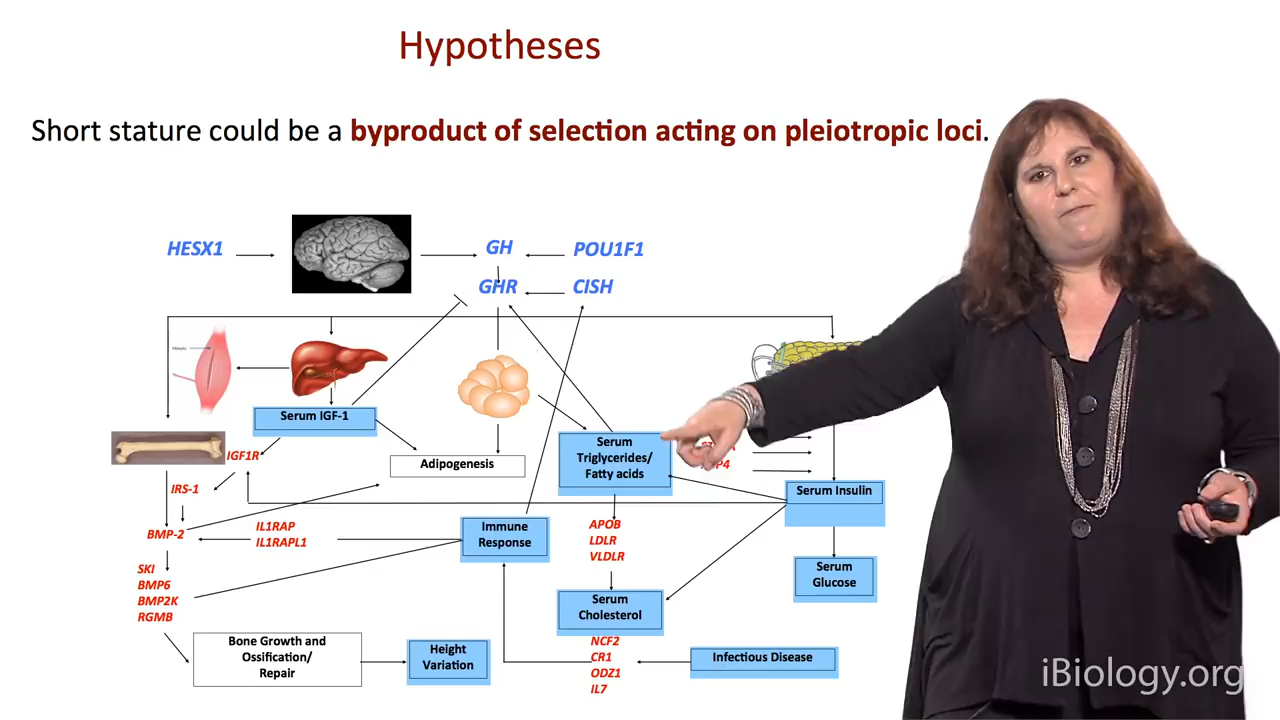 Hypotheses
Short stature could be a byproduct of selection acting on pleiotropic loci.
HESX1
GH
POU1F1
GHR
CISH
Serum IGF-1
Serum
Triglycerides/
Fatty acids
IGF1R
Adipogenesis
IRS-1
Serum Insulin
BMP-2
IL1RAP
IL1RAPL1
Immune
Response
APOB
LDLR
VLDLR
SKI
BMP6
BMP2K
RGMB
Serum
Glucose
Serum
Cholesterol
Bone Growth and
Ossification/
Repair
Height
Variation
NCF2
CR1
ODZ1
IL7
Infectious Disease
iBiology.org